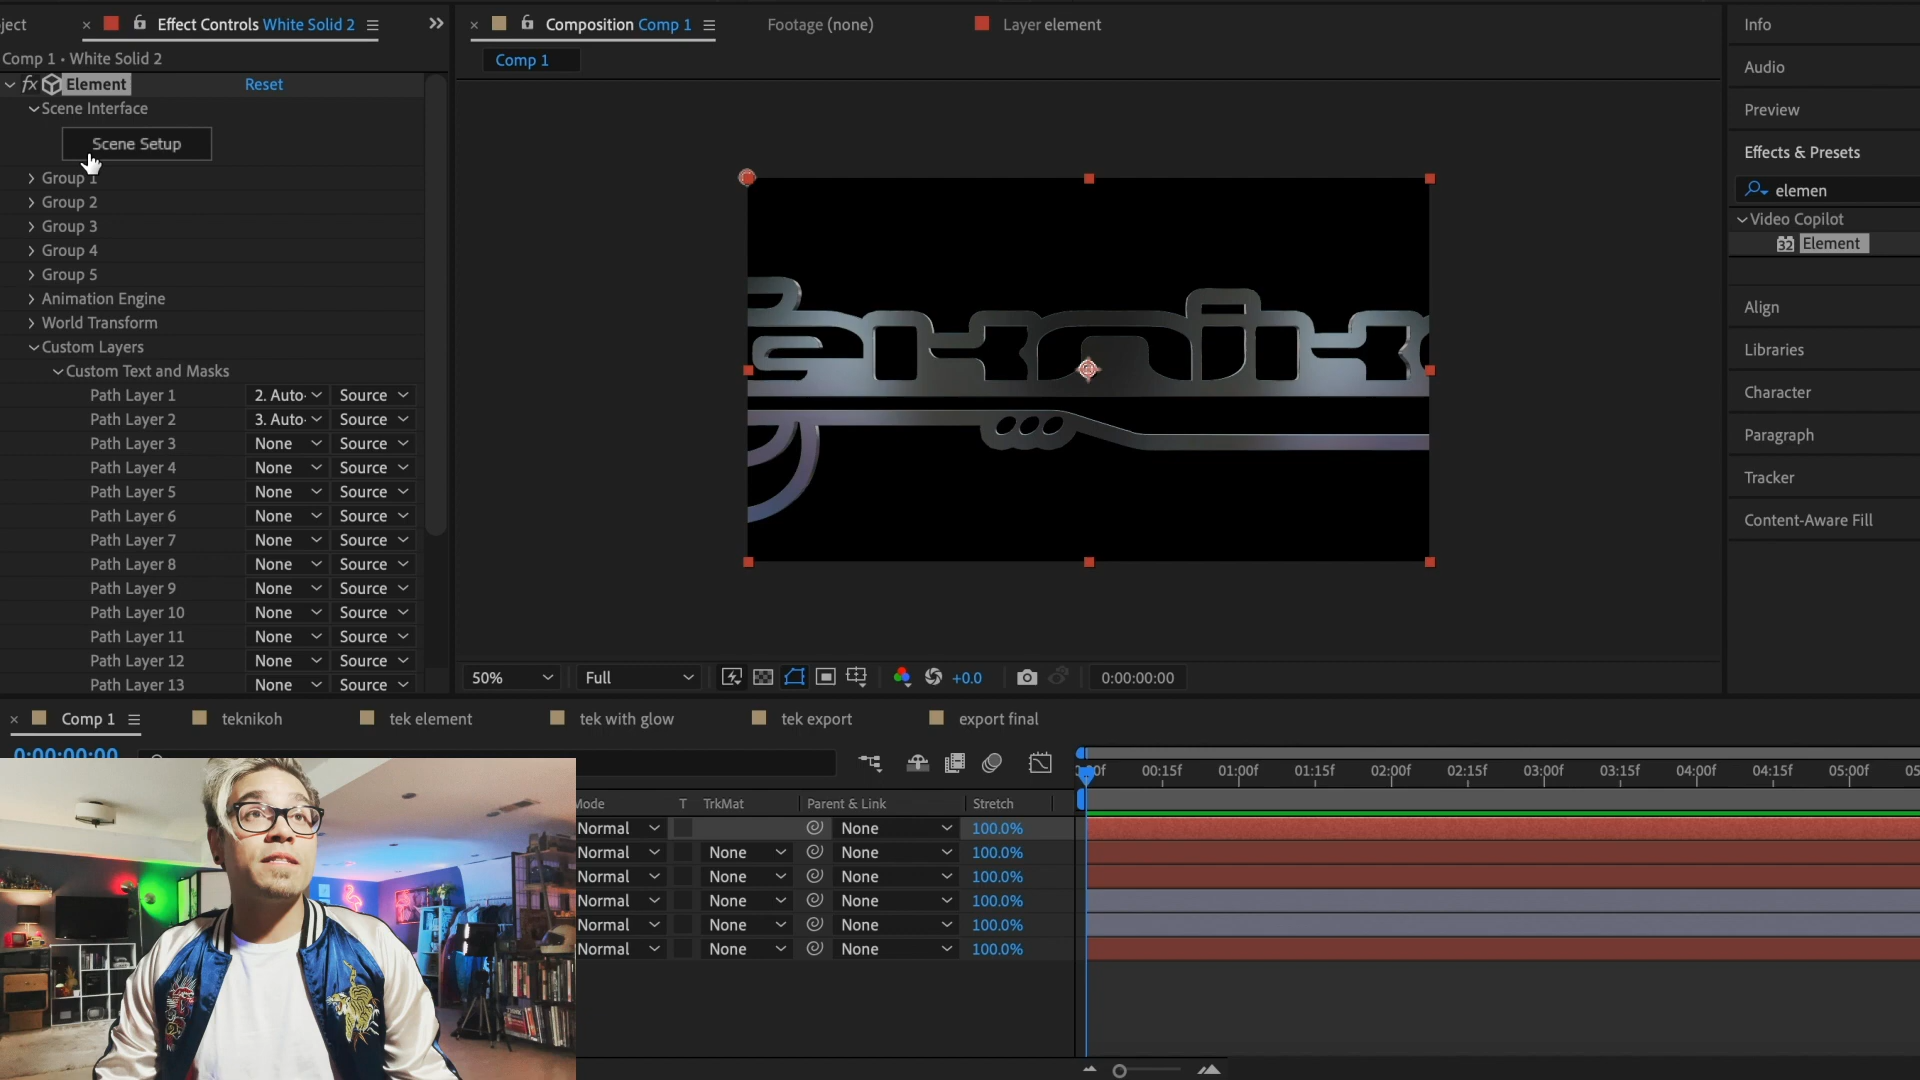 ject
× Effect Controls White Solid 2
Comp 1 • White Solid 2
fx Element Reset
Scene Interface
Scene Setup
Group 1
Group 2
Group 3
Group 4
Group 5
Animation Engine
World Transform
Custom Layers
Custom Text and Masks
Path Layer 1 2. Auto- Source
Path Layer 2 3. Auto- Source
Path Layer 3 None Source
Path Layer 4 None Source
Path Layer 5 None Source
Path Layer 6 None Source
Path Layer 7 None Source
Path Layer 8 None Source
Path Layer 9 None Source
Path Layer 10 None Source
Path Layer 11 None Source
Path Layer 12 None Source
Path Layer 13 None Source
× Composition Comp 1 Footage (none) Layer element
Comp 1
50% Full +0.0 0:00:00:00
Info
Audio
Preview
Effects & Presets
elemen
Video Copilot
32 Element
Align
Libraries
Character
Paragraph
Tracker
Content-Aware Fill
× Comp 1 teknikoh tek element tek with glow tek export export final
0:00:00:00
00f 00:15f 01:00f 01:15f 02:00f 02:15f 03:00f 03:15f 04:00f 04:15f 05:00f 05
Mode T TrkMat Parent & Link Stretch
Normal None 100.0%
Normal None None 100.0%
Normal None None 100.0%
Normal None None 100.0%
Normal None None 100.0%
Normal None None 100.0%